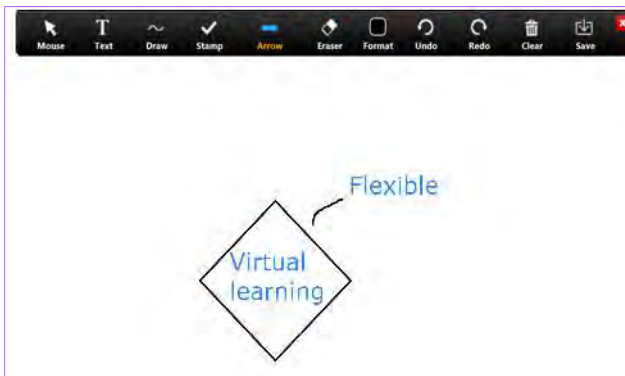 Mouse Text Draw Stamp Arrow Eraser Format Undo Redo Clear Save
Flexible
Virtual
learning